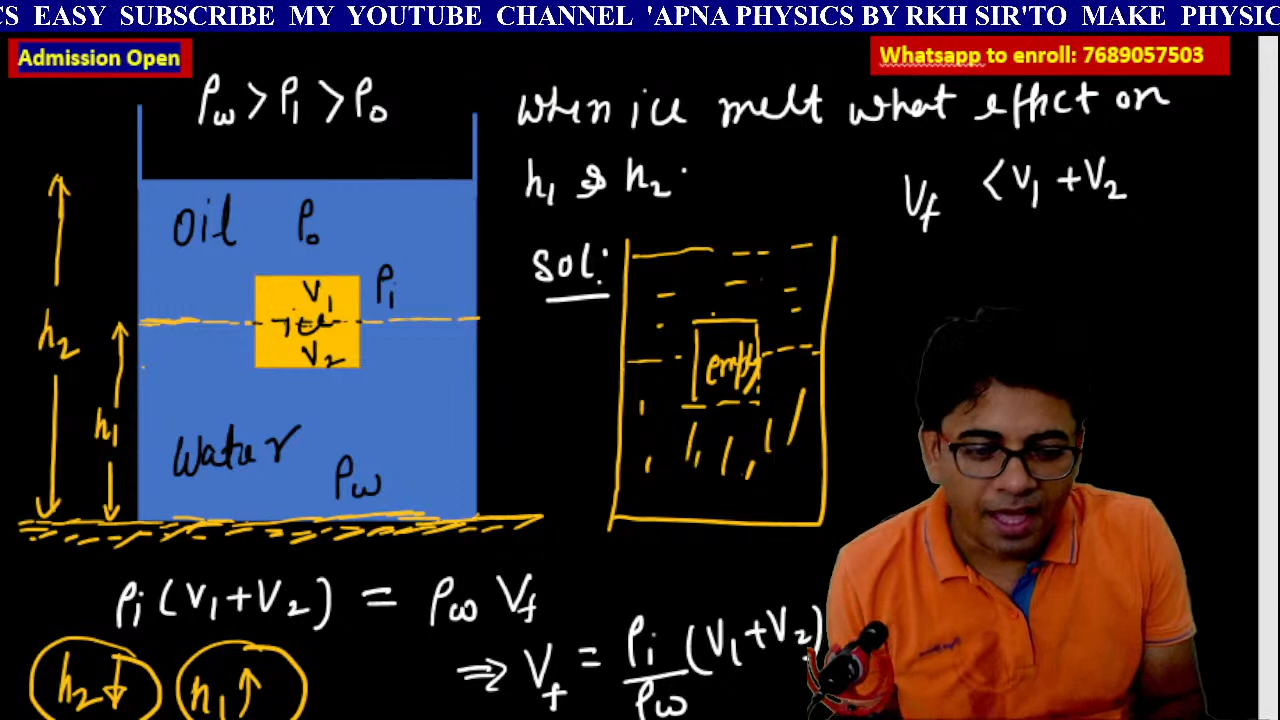 CS EASY SUBSCRIBE MY YOUTUBE CHANNEL 'APNA PHYSICS BY RKH SIR'TO MAKE PHYSIC
Admission Open
Whatsapp to enroll: 7689057503
ρw > ρi > ρo
When ice melt what effect on
h1 & h2.
Vf < V1 + V2
Oil ρo
Sol:
V1
ρi
ice
V2
h2
h1
empty
Water
ρw
ρi (V1 + V2) = ρw Vf
⇒ Vf = ρi/ρw (V1 + V2)
h2 ↓ h1 ↑